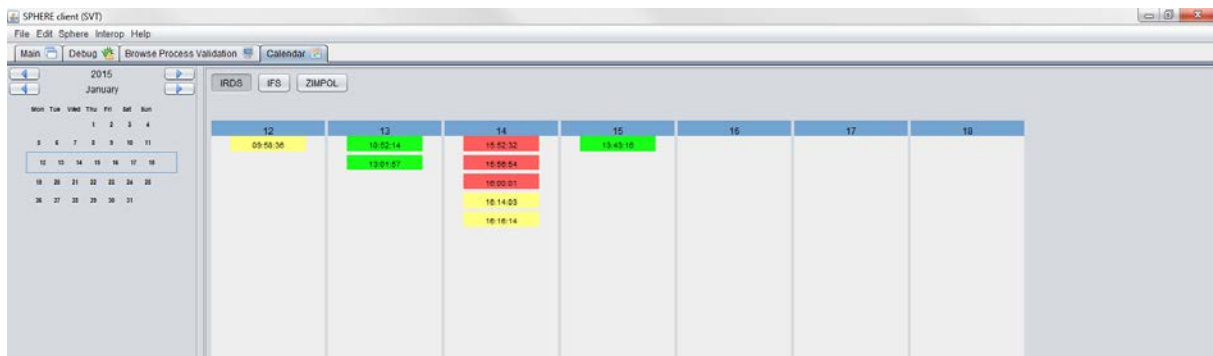 SPHERE client (SVT)
File Edit Sphere Interop Help
Main Debug Browse Process Validation Calendar
2015
January
Mon Tue Wed Thu Fri Sat Sun
1 2 3 4
5 6 7 8 9 10 11
12 13 14 15 16 17 18
19 20 21 22 23 24 25
26 27 28 29 30 31
IRDS IFS ZIMPOL
12 13 14 15 16 17 18
09:58:36 10:52:14 15:52:32 13:43:16
13:01:57 15:56:54
16:00:01
16:14:03
16:16:14